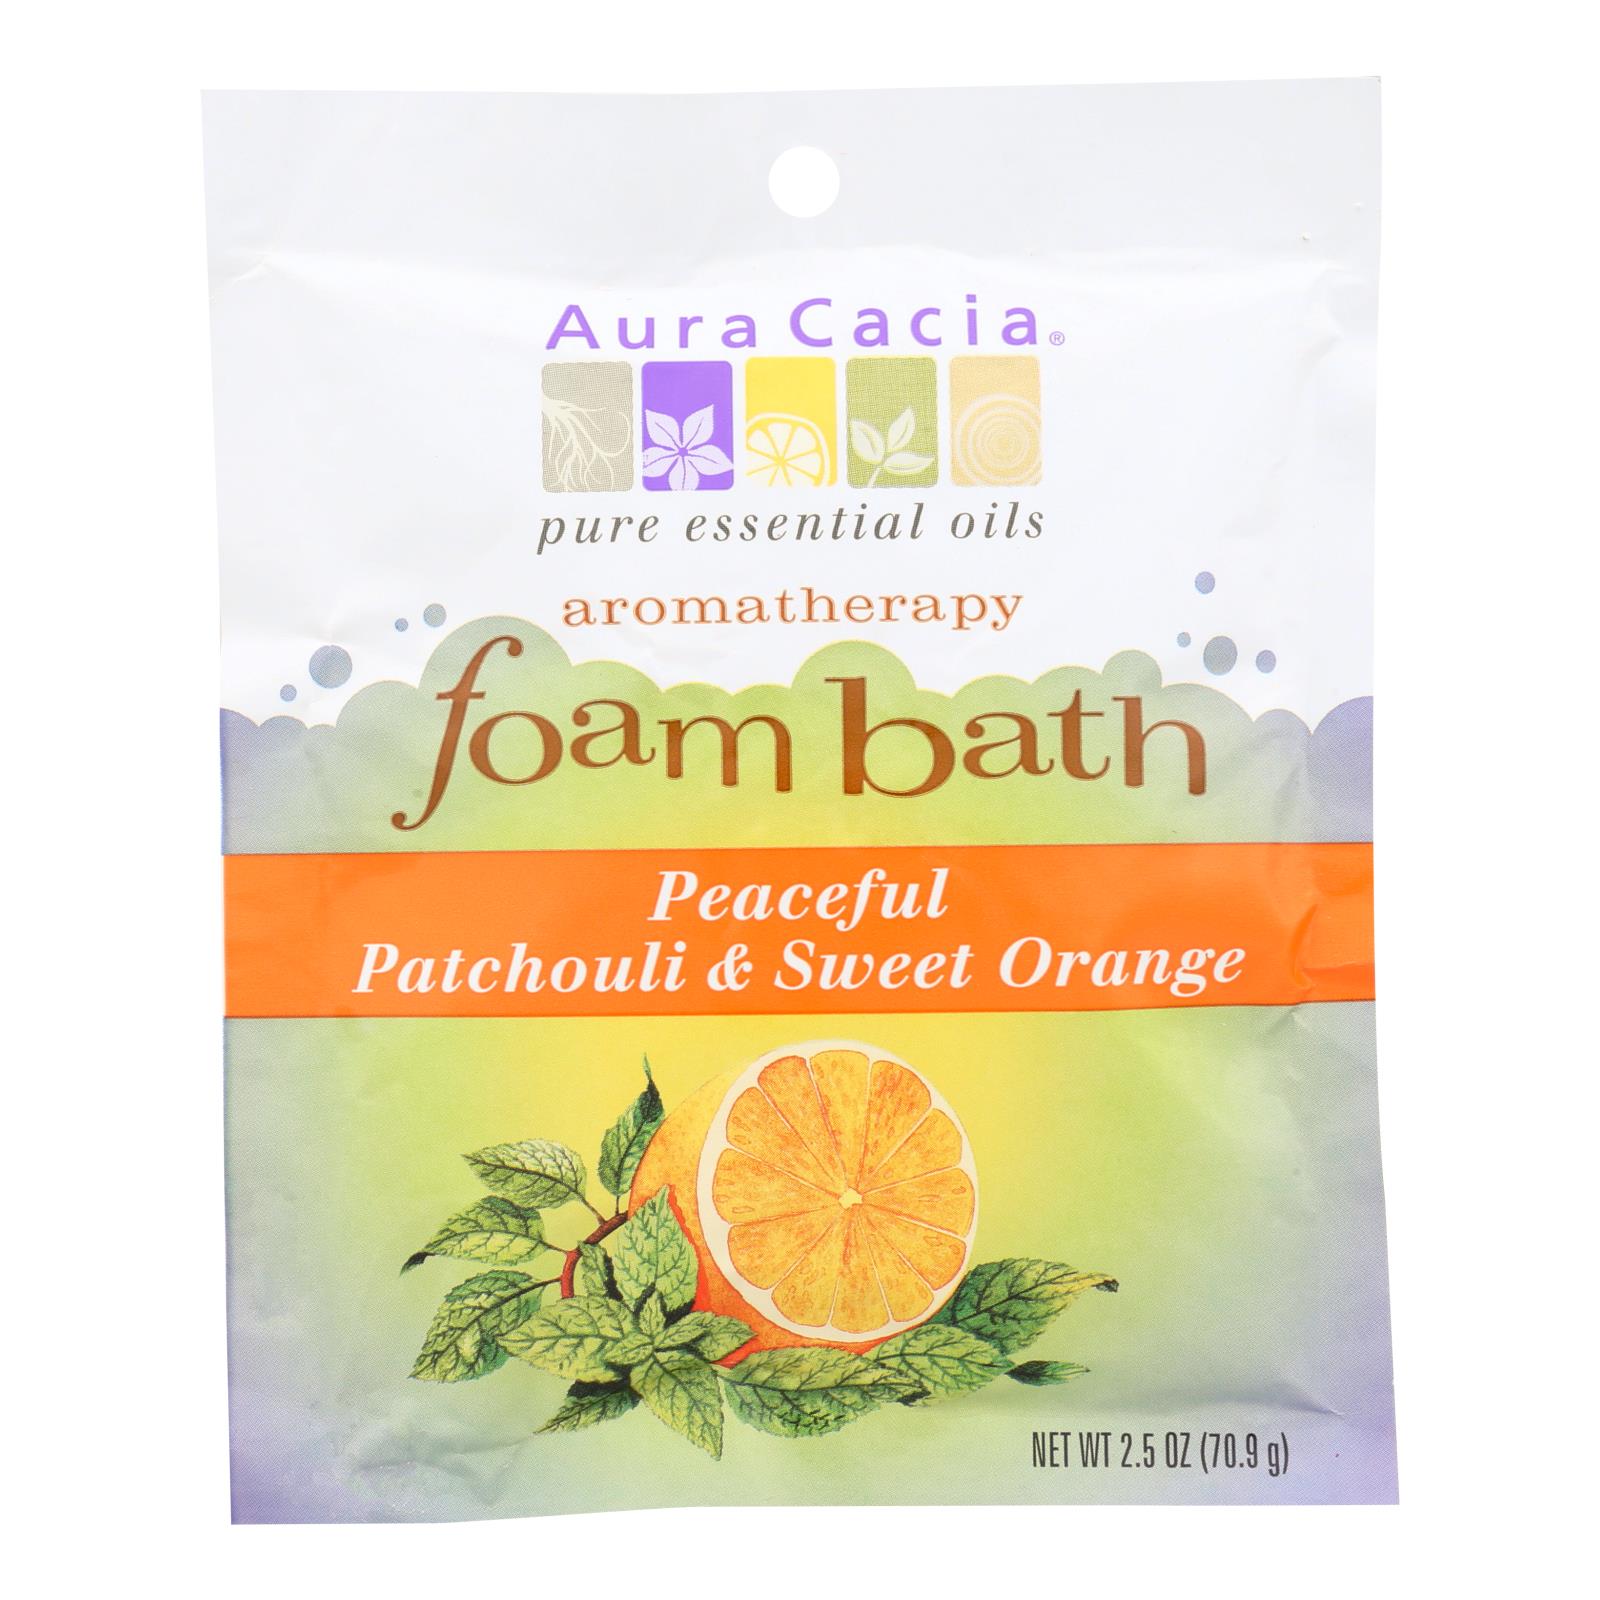 Aura Cacia®
pure essential oils
aromatherapy
foam bath
Peaceful
Patchouli & Sweet Orange
NET WT 2.5 OZ (70.9 g)